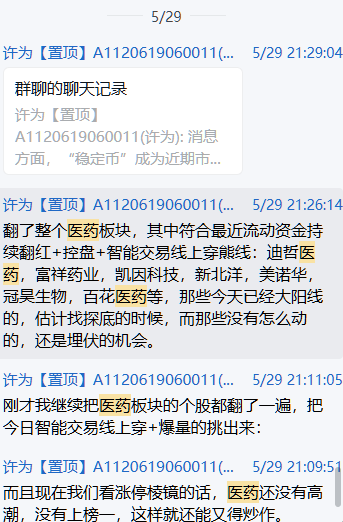 5/29
许为【置顶】A1120619060011(... 5/29 21:29:04
群聊的聊天记录
许为【置顶】
A1120619060011(许为): 消息
方面，“稳定币”成为近期市...
许为【置顶】A1120619060011(... 5/29 21:26:14
翻了整个医药板块，其中符合最近流动资金持
续翻红+控盘+智能交易线上穿熊线：迪哲医
药，富祥药业，凯因科技，新北洋，美诺华，
冠昊生物，百花医药等，那些今天已经大阳线
的，估计找探底的时候，而那些没有怎么动
的，还是埋伏的机会。
许为【置顶】A1120619060011(... 5/29 21:11:05
刚才我继续把医药板块的个股都翻了一遍，把
今日智能交易线上穿+爆量的挑出来：
许为【置顶】A1120619060011(... 5/29 21:09:51
而且现在我们看涨停棱镜的话，医药还没有高
潮，没有上榜一，这样就还能又得炒作。